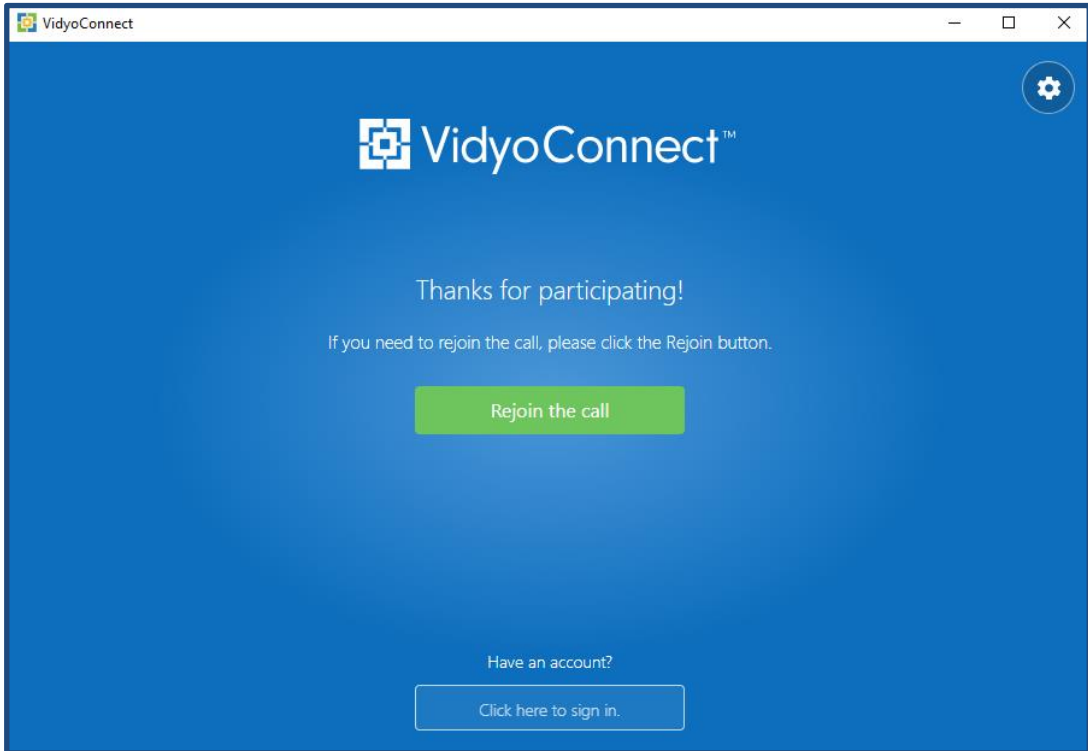 VidyoConnect
VidyoConnect™
Thanks for participating!
If you need to rejoin the call, please click the Rejoin button.
Rejoin the call
Have an account?
Click here to sign in.